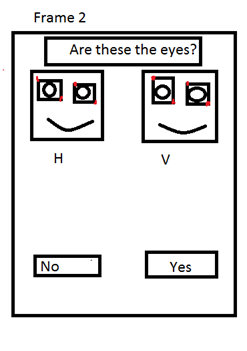 Frame 2
Are these the eyes?
H V
No Yes